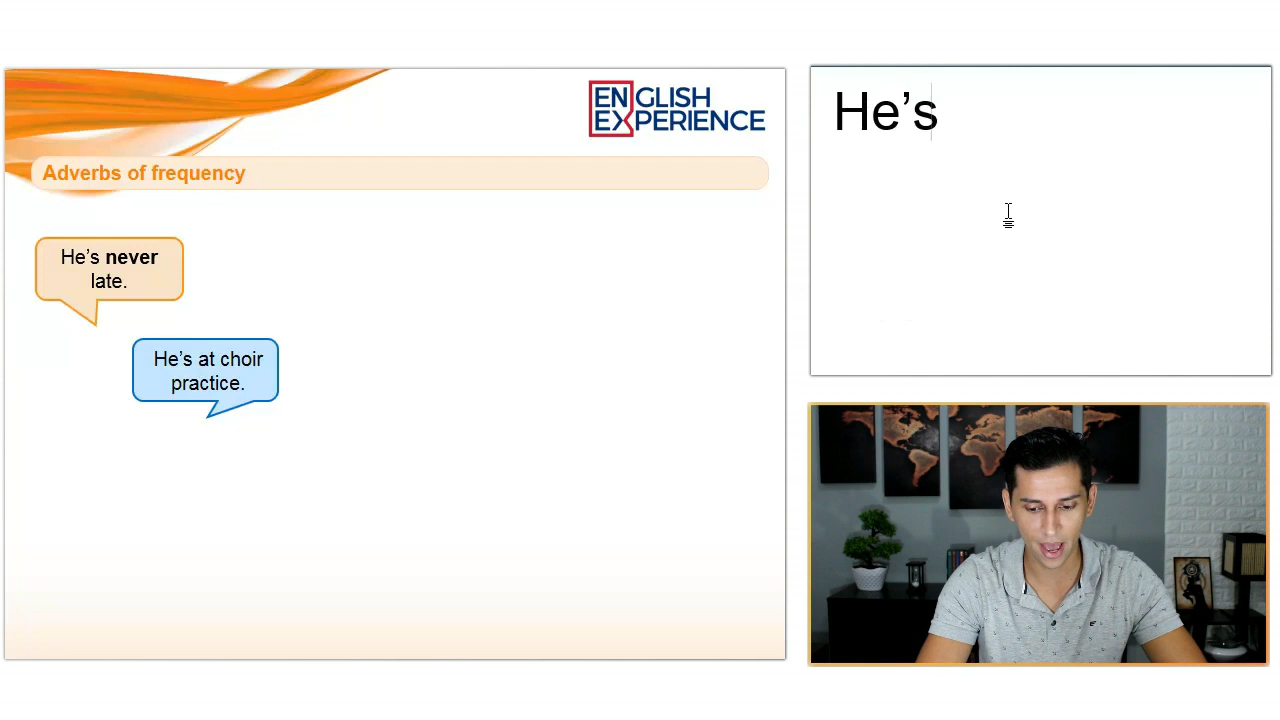 ENGLISH
EXPERIENCE
Adverbs of frequency
He’s never
late.
He’s at choir
practice.
He’s